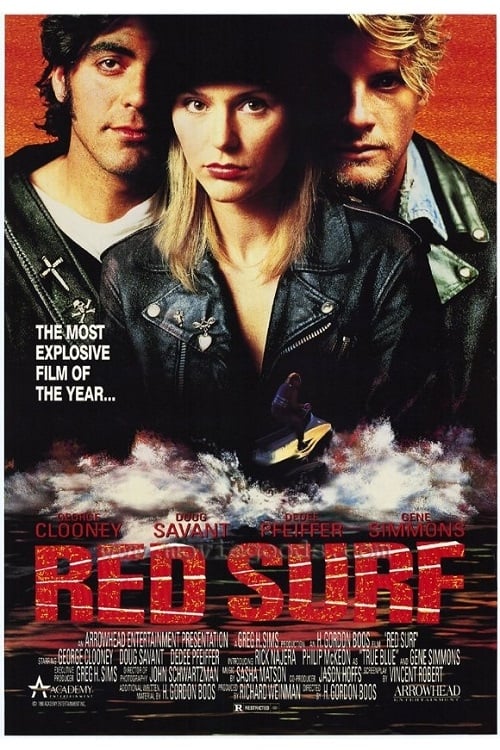 THE MOST
EXPLOSIVE
FILM OF
THE YEAR...
GEORGE DOUG DEDEE GENE
CLOONEY SAVANT PFEIFFER SIMMONS
RED SURF
AN ARROWHEAD ENTERTAINMENT PRESENTATION A GREG H. SIMS PRODUCTION AN H. GORDON BOOS FILM "RED SURF"
STARRING GEORGE CLOONEY DOUG SAVANT DEDEE PFEIFFER INTRODUCING RICK NAJERA PHILIP MCKEON AS TRUE BLUE AND GENE SIMMONS
EXECUTIVE PRODUCER GREG H. SIMS DIRECTOR OF PHOTOGRAPHY JOHN SCHWARTZMAN MUSIC BY SASHA MATSON CO-PRODUCER JASON HOFFS SCREENPLAY BY VINCENT ROBERT
ADDITIONAL WRITTEN MATERIAL BY H. GORDON BOOS PRODUCED BY RICHARD WEINMAN DIRECTED BY H. GORDON BOOS
ACADEMY ENTERTAINMENT
R RESTRICTED
ARROWHEAD
ENTERTAINMENT